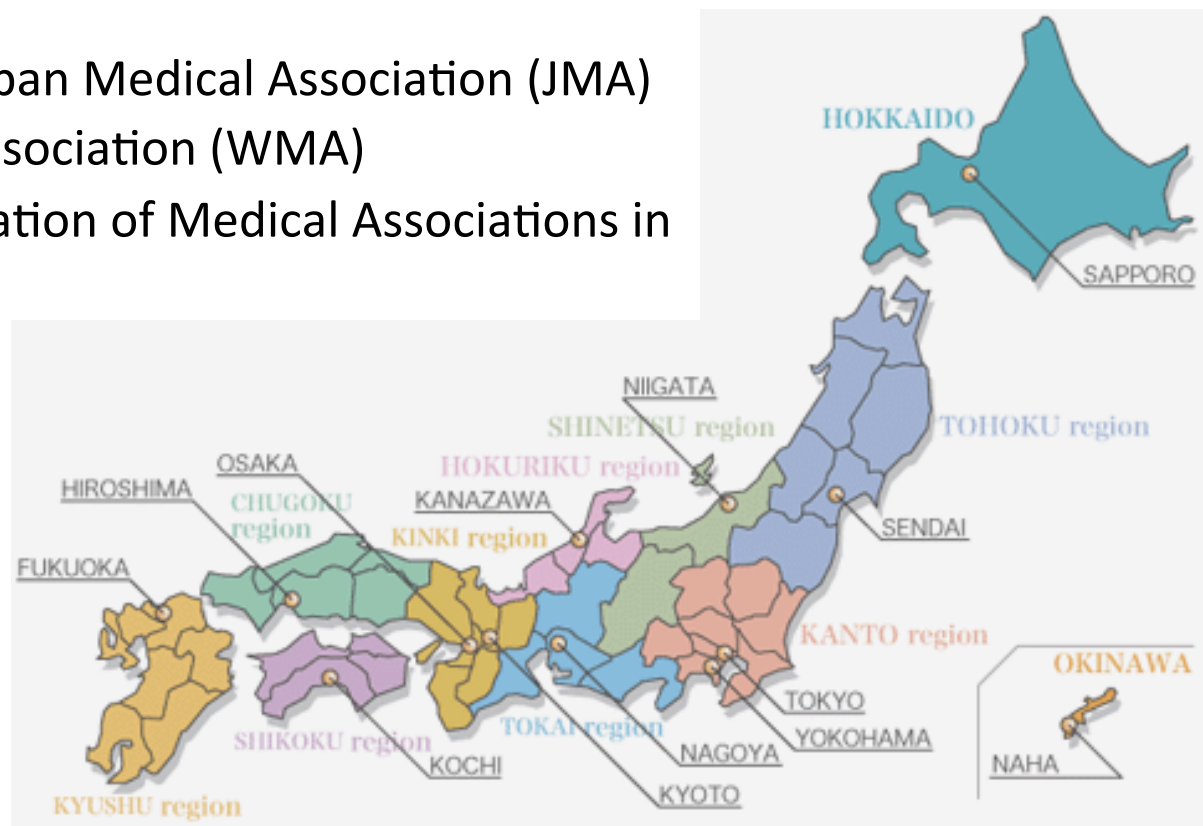 pan Medical Association (JMA)
sociation (WMA)
ation of Medical Associations in
HOKKAIDO
SAPPORO
NIIGATA
SHINETSU region
TOHOKU region
HOKURIKU region
OSAKA
HIROSHIMA
CHUGOKU
region
KANAZAWA
KINKI region
SENDAI
FUKUOKA
KANTO region
OKINAWA
TOKYO
TOKAI region
SHIKOKU region
YOKOHAMA
NAGOYA
KOCHI
NAHA
KYOTO
KYUSHU region